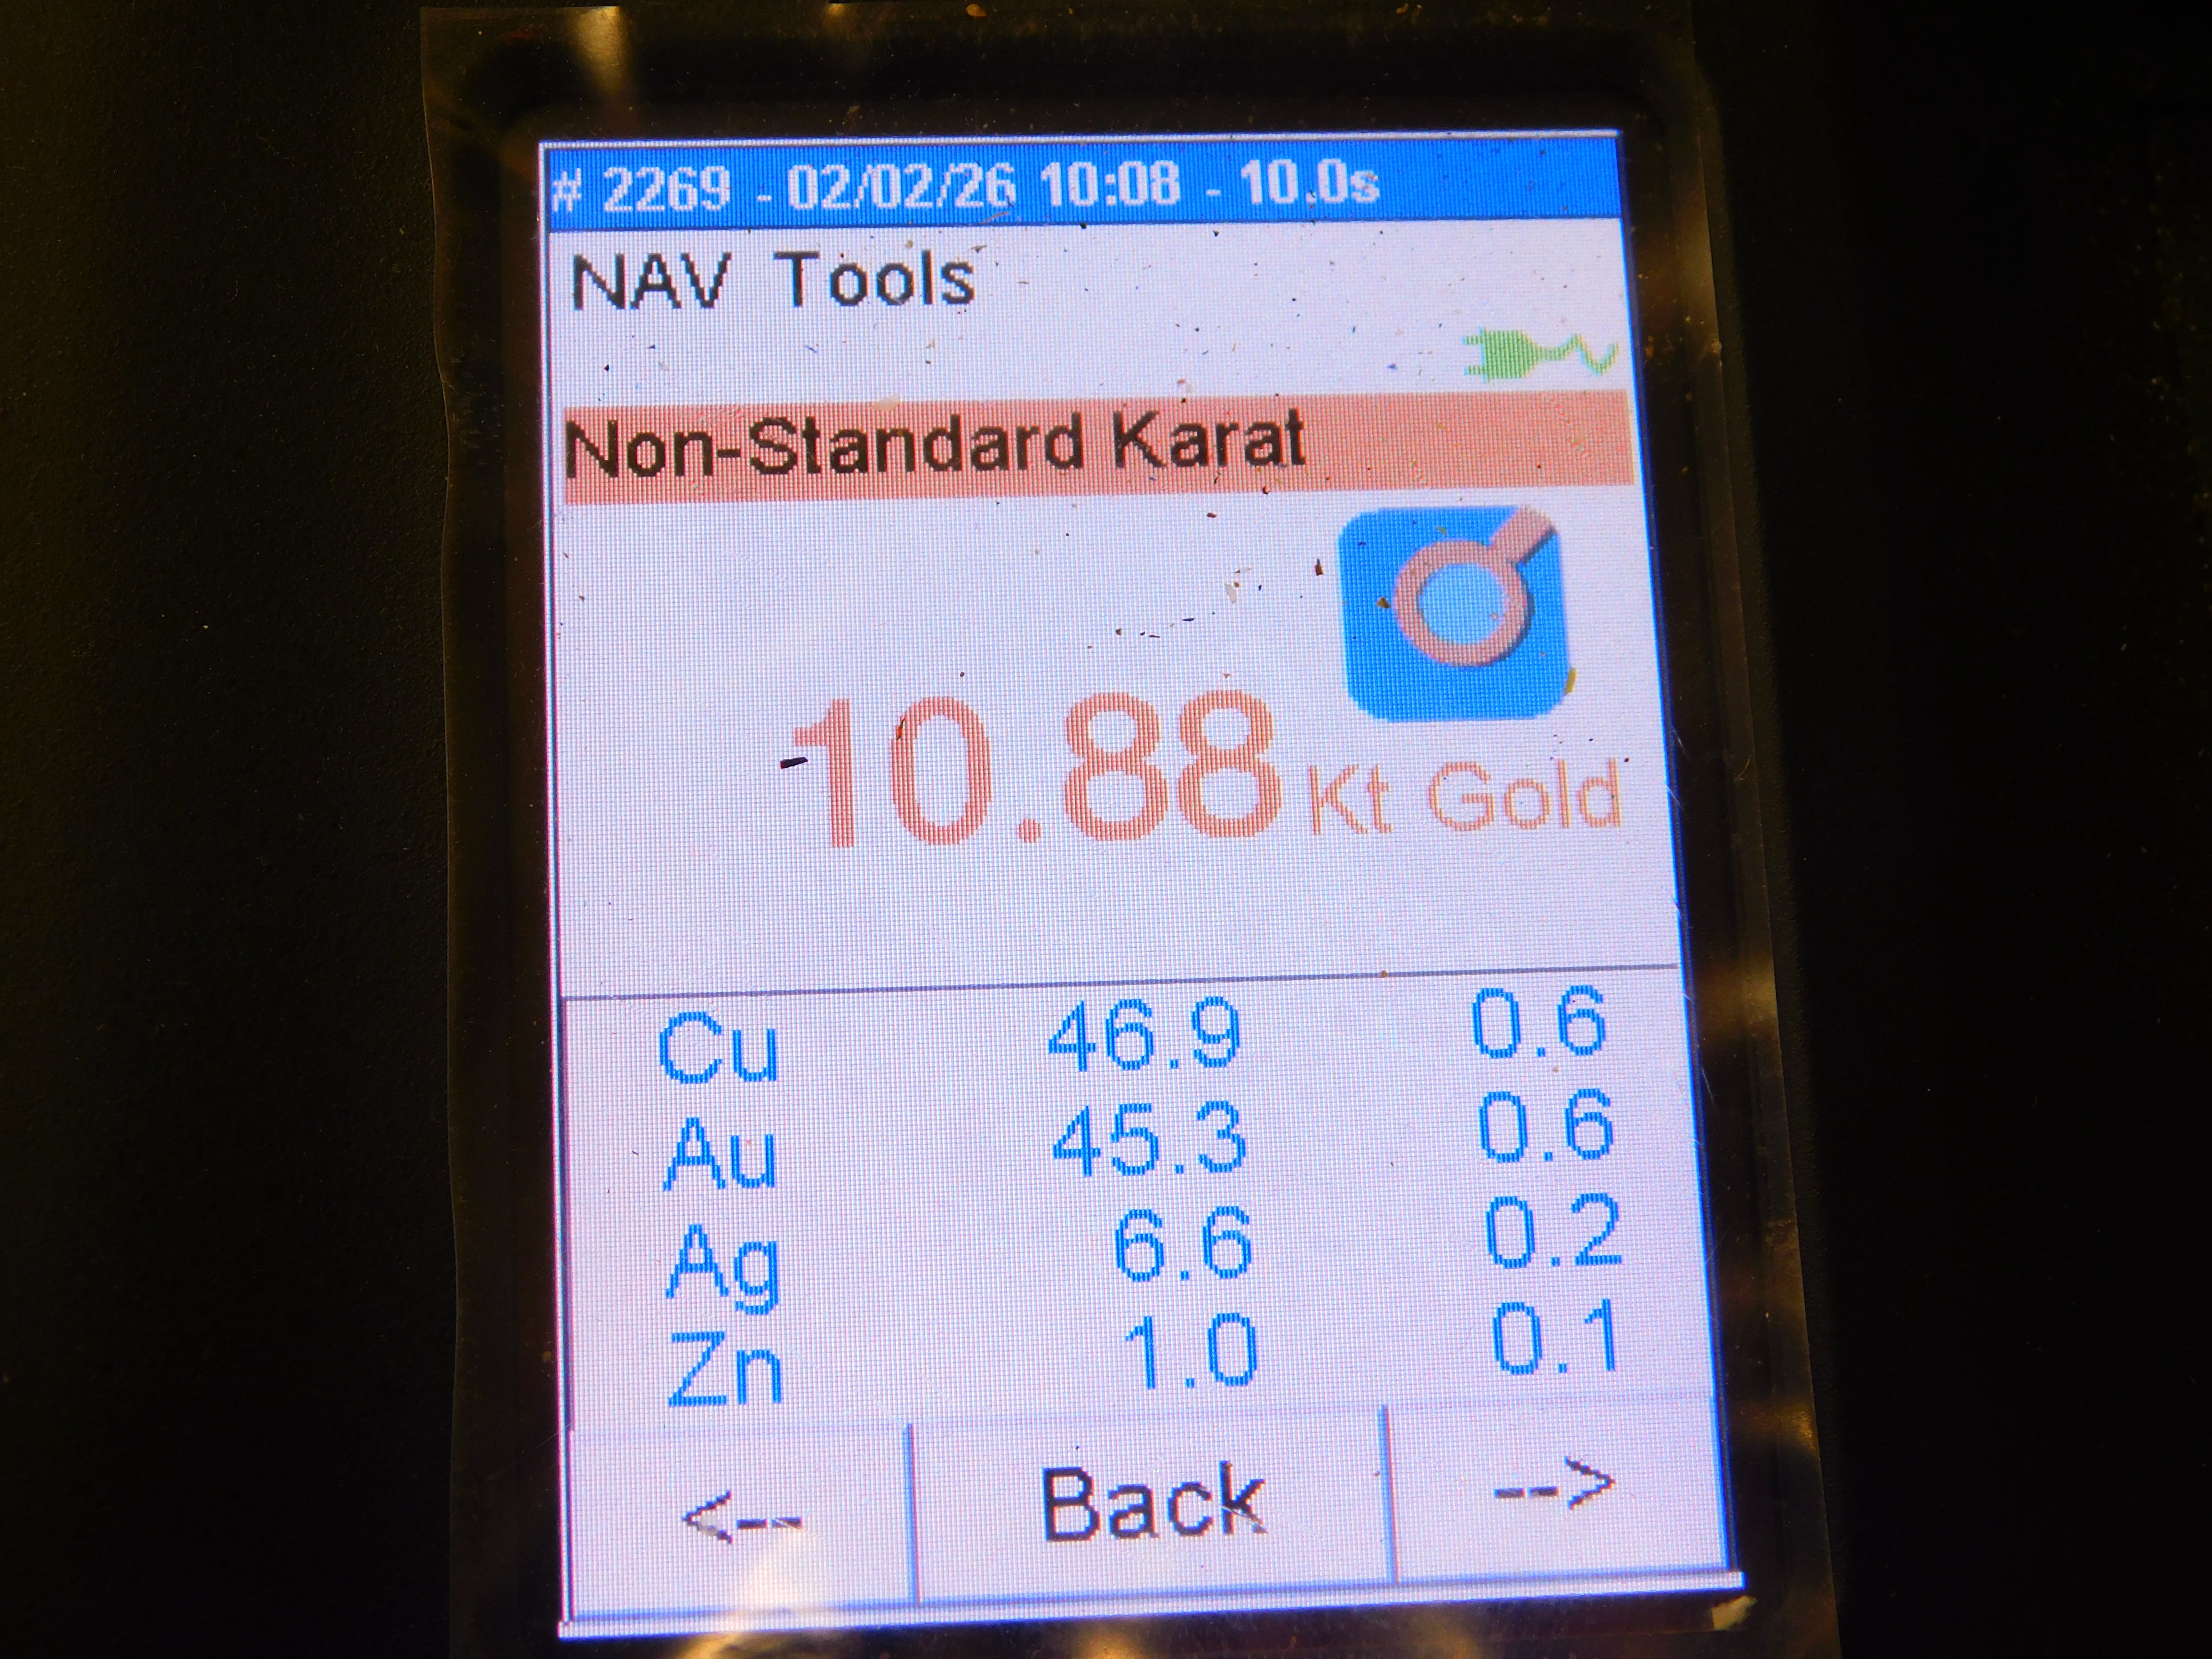 # 2269 - 02/02/26 10:08 - 10.0s
NAV Tools
Non-Standard Karat
10.88 Kt Gold
Cu 46.9 0.6
Au 45.3 0.6
Ag 6.6 0.2
Zn 1.0 0.1
<-- Back -->